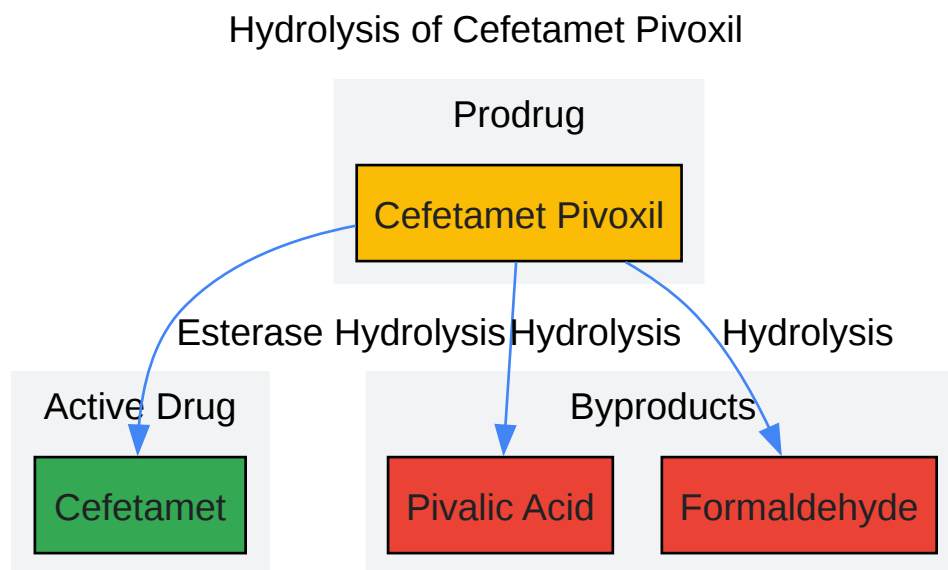 Hydrolysis of Cefetamet Pivoxil
Prodrug
Cefetamet Pivoxil
Esterase Hydrolysis
Hydrolysis
Hydrolysis
Active Drug
Byproducts
Cefetamet
Pivalic Acid
Formaldehyde